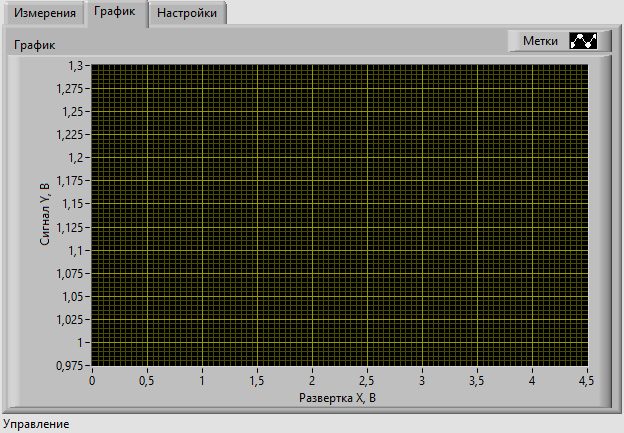 Измерения График Настройки
График
Метки
1,3
1,275
1,25
1,225
1,2
1,175
1,15
1,125
1,1
1,075
1,05
1,025
1
0,975
Сигнал Y, В
0 0,5 1 1,5 2 2,5 3 3,5 4 4,5
Развертка X, В
Управление